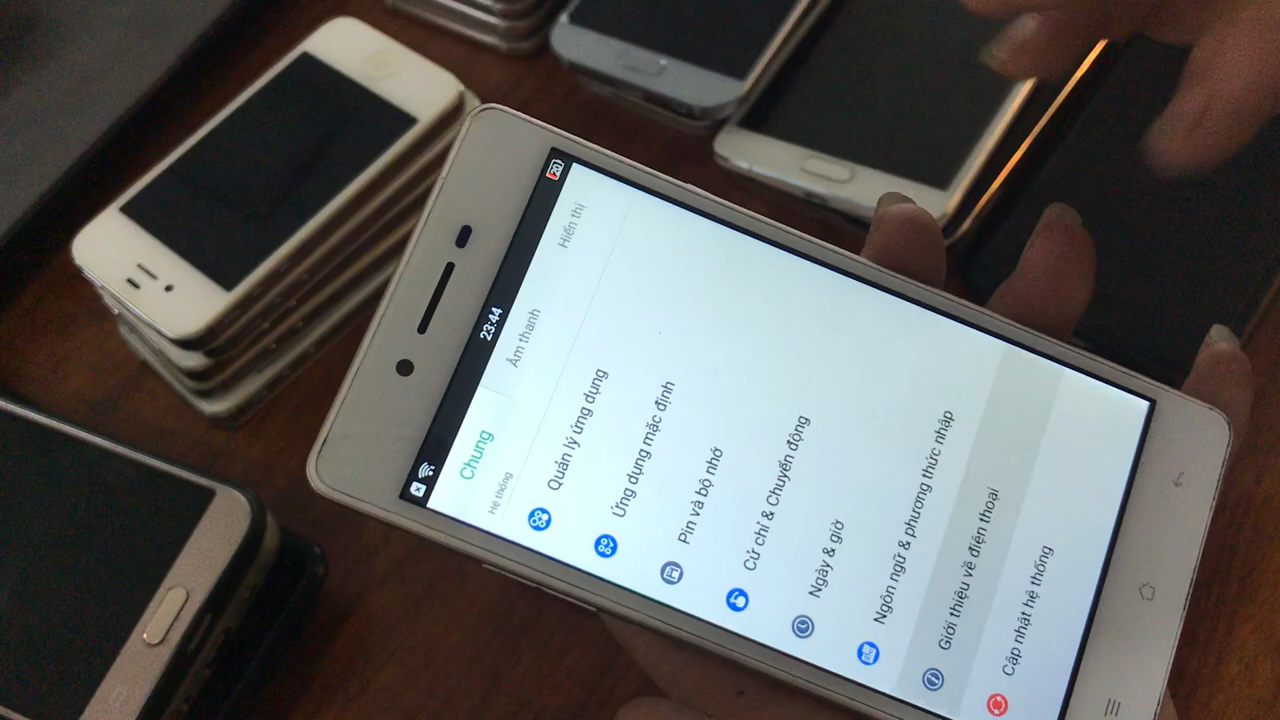 23:44
20
Chung
Âm thanh
Hiển thị
Hệ thống
Quản lý ứng dụng
Ứng dụng mặc định
Pin và bộ nhớ
Cử chỉ & Chuyển động
Ngày & giờ
Ngôn ngữ & phương thức nhập
Giới thiệu về điện thoại
Cập nhật hệ thống